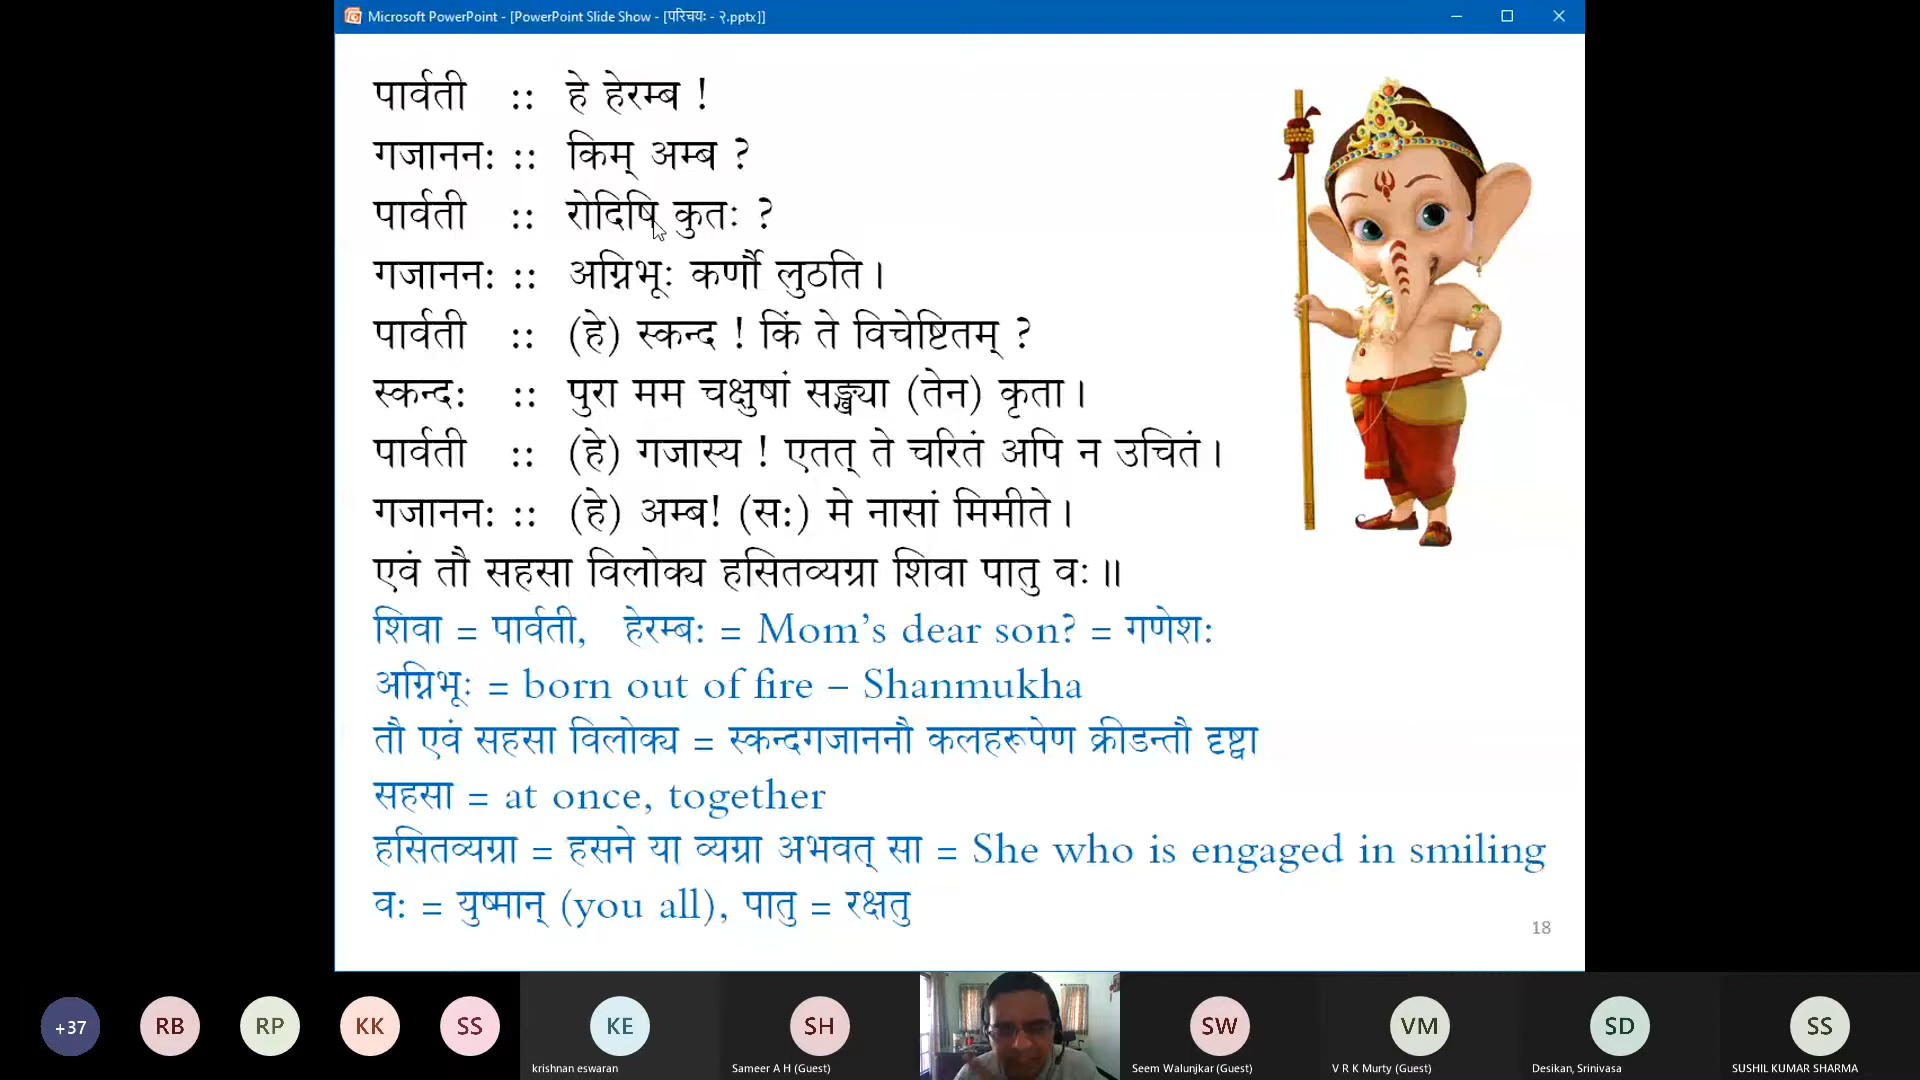 Microsoft PowerPoint - [PowerPoint Slide Show - [परिचयः - २.pptx]]
पार्वती :: हे हेरम्ब !
गजाननः :: किम् अम्ब ?
पार्वती :: रोदिषि कुतः ?
गजाननः :: अग्निभूः कर्णौ लुठति ।
पार्वती :: (हे) स्कन्द ! किं ते विचेष्टितम् ?
स्कन्दः :: पुरा मम चक्षुषां सङ्ख्या (तेन) कृता ।
पार्वती :: (हे) गजास्य ! एतत् ते चरितं अपि न उचितं ।
गजाननः :: (हे) अम्ब! (सः) मे नासां मिमीते ।
एवं तौ सहसा विलोक्य हसितव्यग्रा शिवा पातु वः ॥
शिवा = पार्वती, हेरम्बः = Mom's dear son? = गणेशः
अग्निभूः = born out of fire – Shanmukha
तौ एवं सहसा विलोक्य = स्कन्दगजाननौ कलहरूपेण क्रीडन्तौ दृष्ट्वा
सहसा = at once, together
हसितव्यग्रा = हसने या व्यग्रा अभवत् सा = She who is engaged in smiling
वः = युष्मान् (you all), पातु = रक्षतु
18
+37 RB RP KK SS KE SH SW VM SD SS
krishnan eswaran Sameer A H (Guest) Seem Walunjkar (Guest) V R K Murty (Guest) Desikan, Srinivasa SUSHIL KUMAR SHARMA